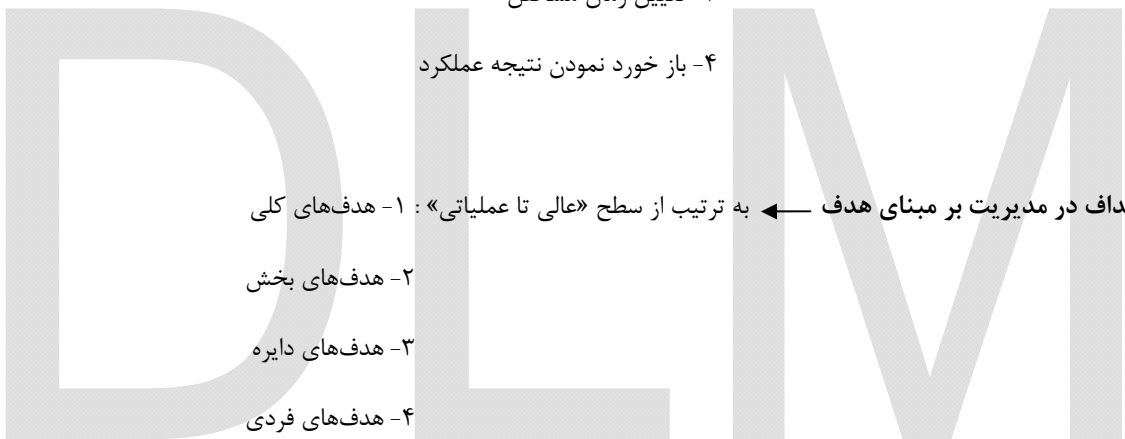 ۴- باز خورد نمودن نتیجه عملکرد
در مدیریت بر مبنای هدف ← به ترتیب از سطح «عالی تا عملیاتی» : ۱- هدف‌های کلی
۲- هدف‌های بخش
۳- هدف‌های دایره
۴- هدف‌های فردی
DLM